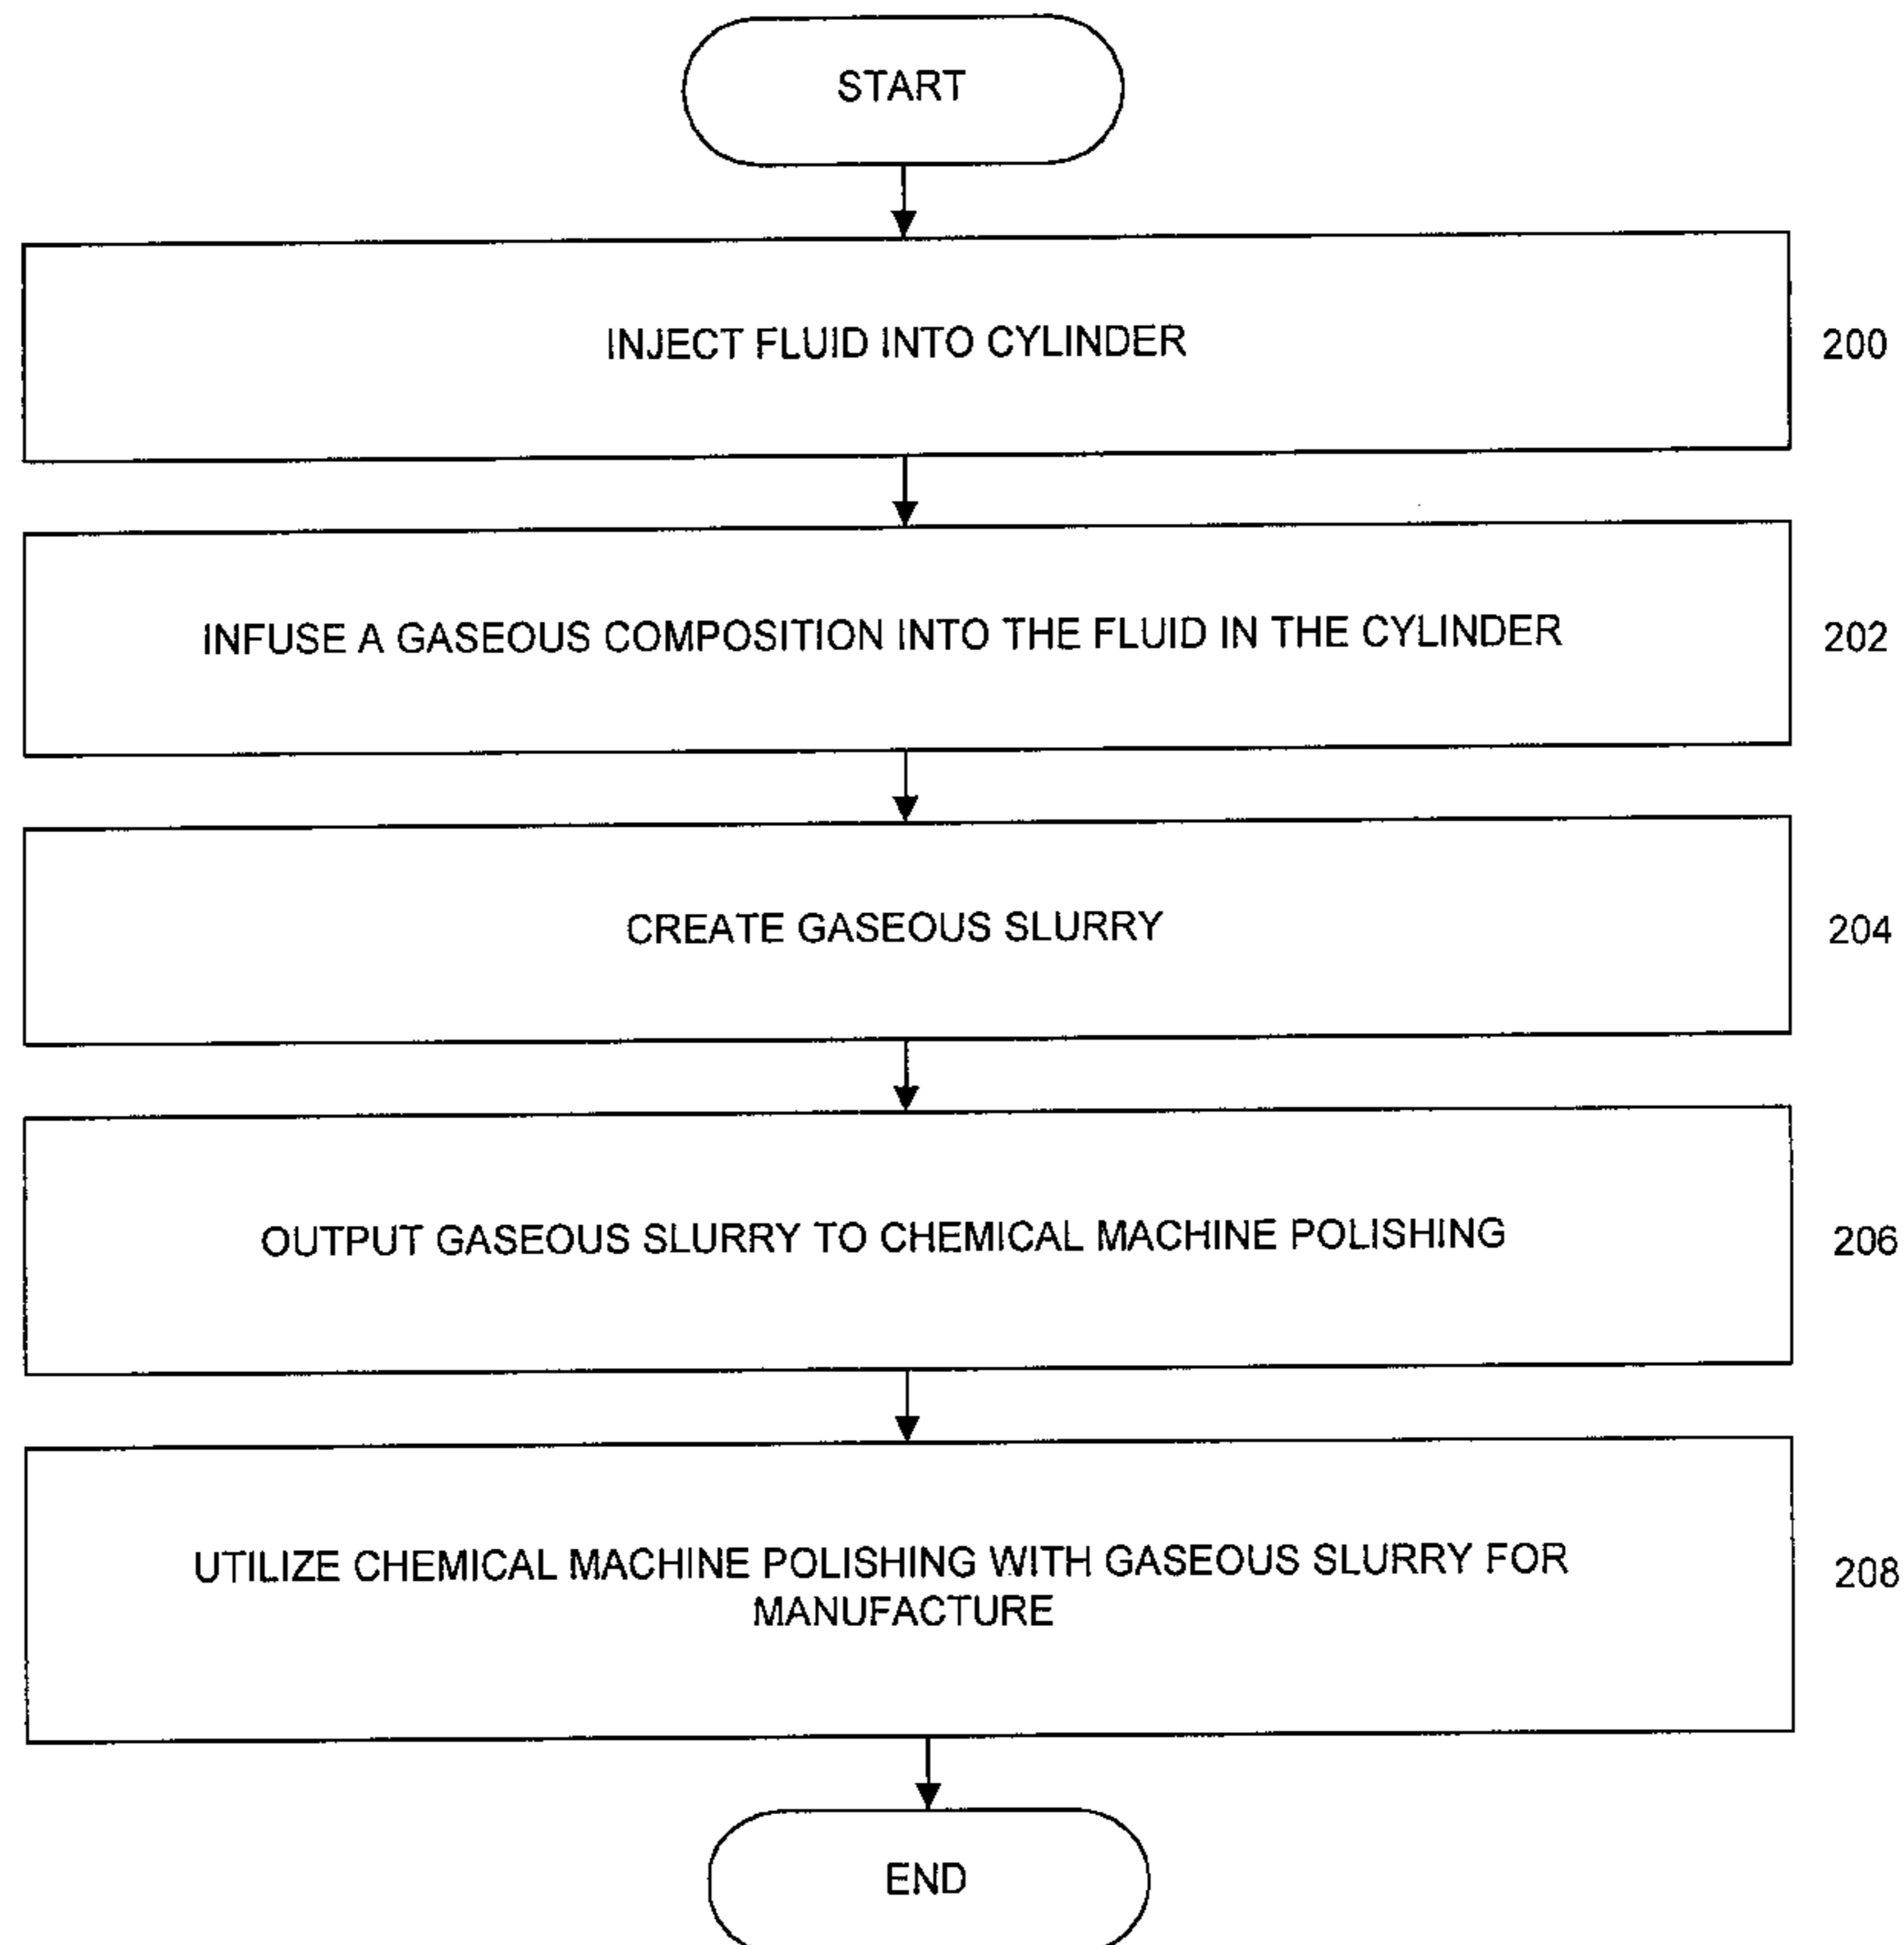 START
INJECT FLUID INTO CYLINDER
200
INFUSE A GASEOUS COMPOSITION INTO THE FLUID IN THE CYLINDER
202
CREATE GASEOUS SLURRY
204
OUTPUT GASEOUS SLURRY TO CHEMICAL MACHINE POLISHING
206
UTILIZE CHEMICAL MACHINE POLISHING WITH GASEOUS SLURRY FOR
MANUFACTURE
208
END